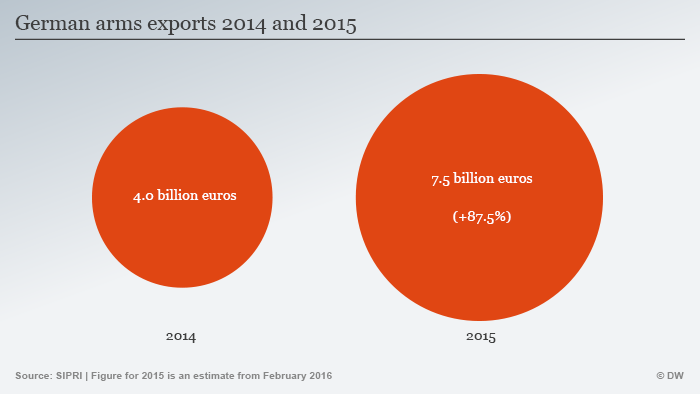 German arms exports 2014 and 2015
4.0 billion euros
7.5 billion euros
(+87.5%)
2014
2015
Source: SIPRI | Figure for 2015 is an estimate from February 2016
© DW